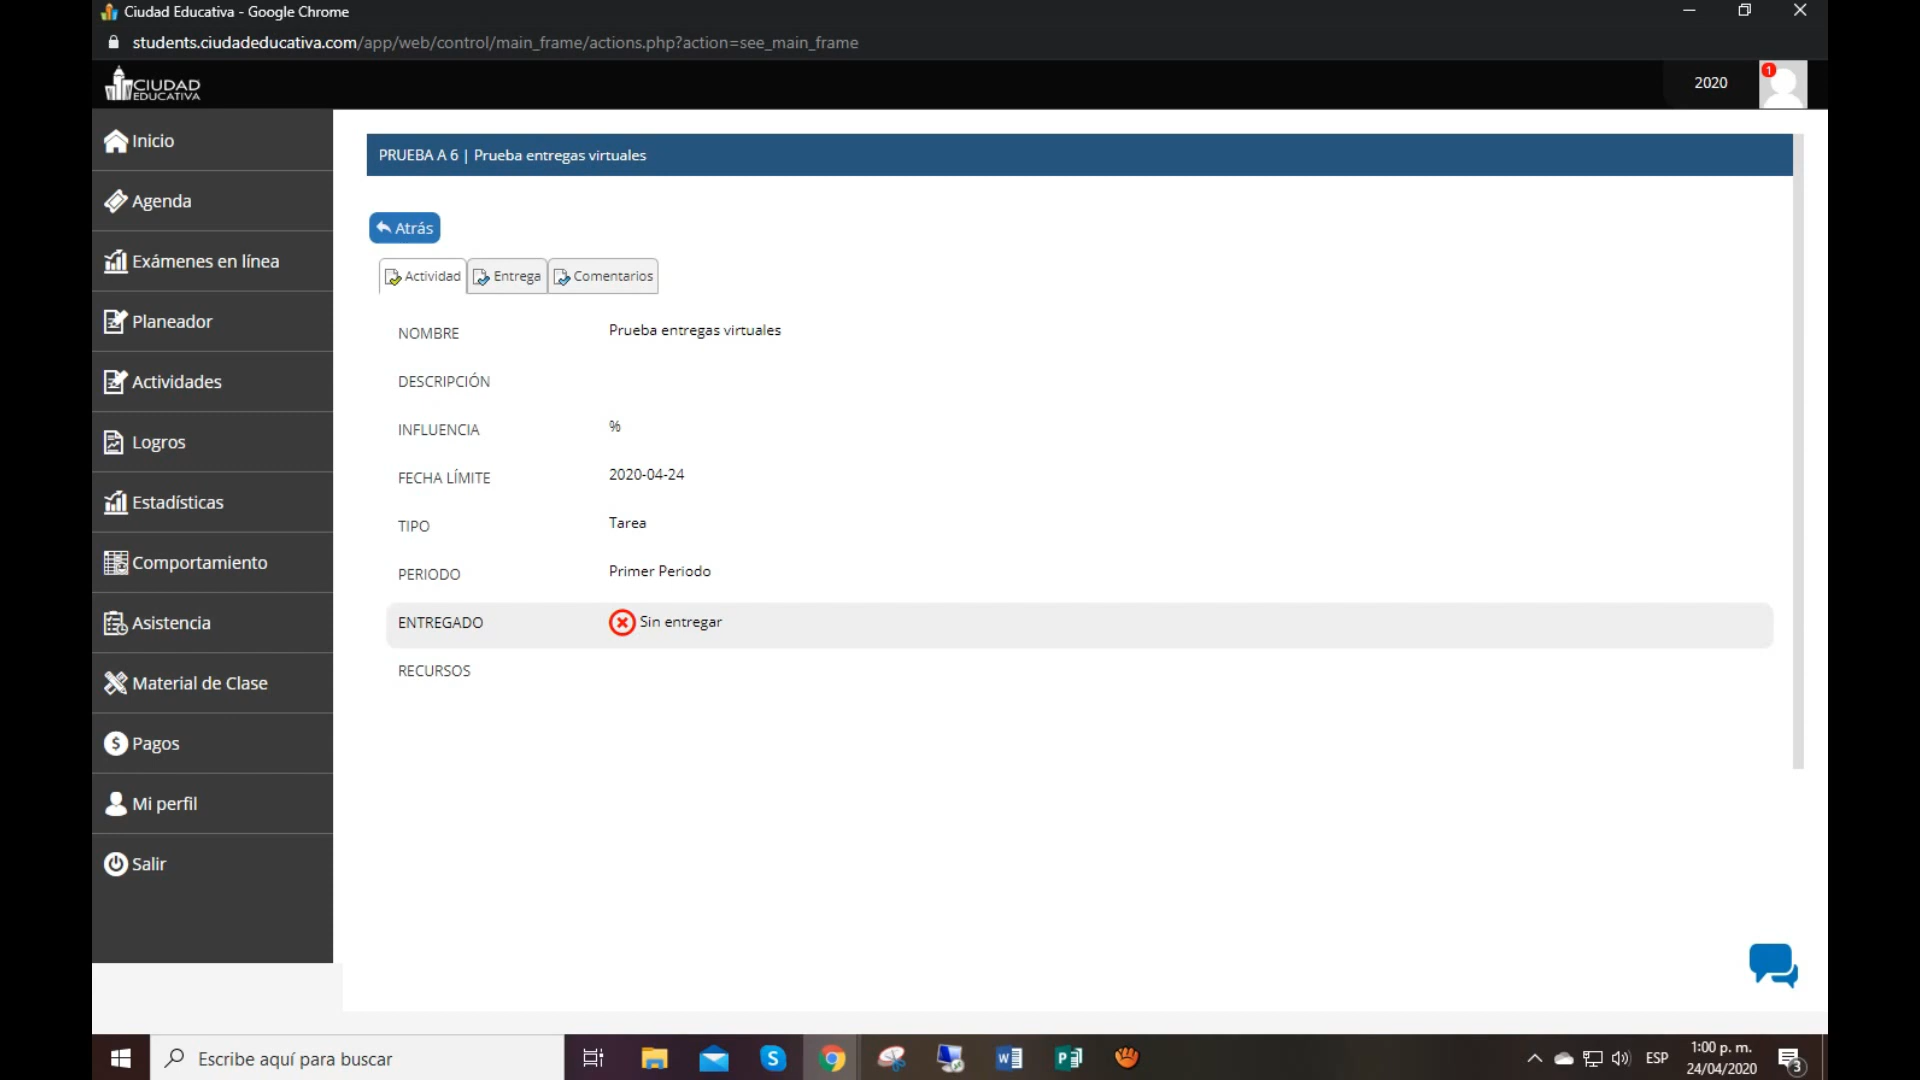 Ciudad Educativa - Google Chrome
students.ciudadeducativa.com/app/web/control/main_frame/actions.php?action=see_main_frame
CIUDAD
EDUCATIVA
2020
1
Inicio
Agenda
Exámenes en línea
Planeador
Actividades
Logros
Estadísticas
Comportamiento
Asistencia
Material de Clase
Pagos
Mi perfil
Salir
PRUEBA A 6 | Prueba entregas virtuales
Atrás
Actividad Entrega Comentarios
NOMBRE Prueba entregas virtuales
DESCRIPCIÓN
INFLUENCIA %
FECHA LÍMITE 2020-04-24
TIPO Tarea
PERIODO Primer Periodo
ENTREGADO Sin entregar
RECURSOS
Escribe aquí para buscar
ESP
1:00 p. m.
24/04/2020
3